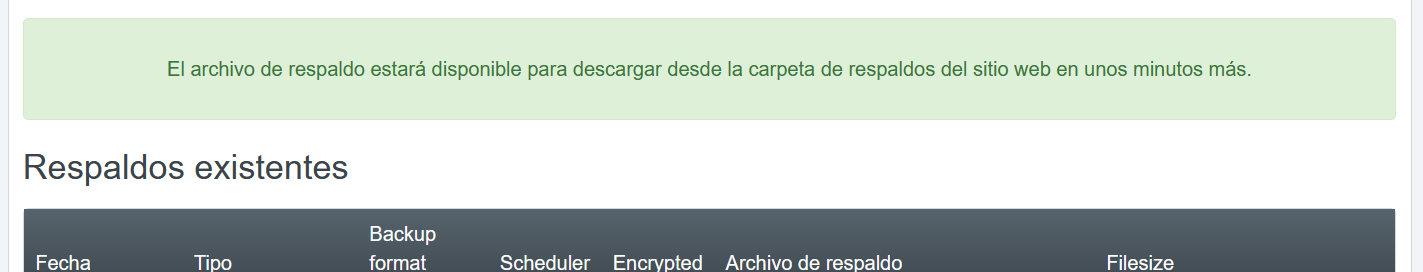 El archivo de respaldo estará disponible para descargar desde la carpeta de respaldos del sitio web en unos minutos más.
Respaldos existentes
Backup
Fecha Tipo format Scheduler Encrypted Archivo de respaldo Filesize